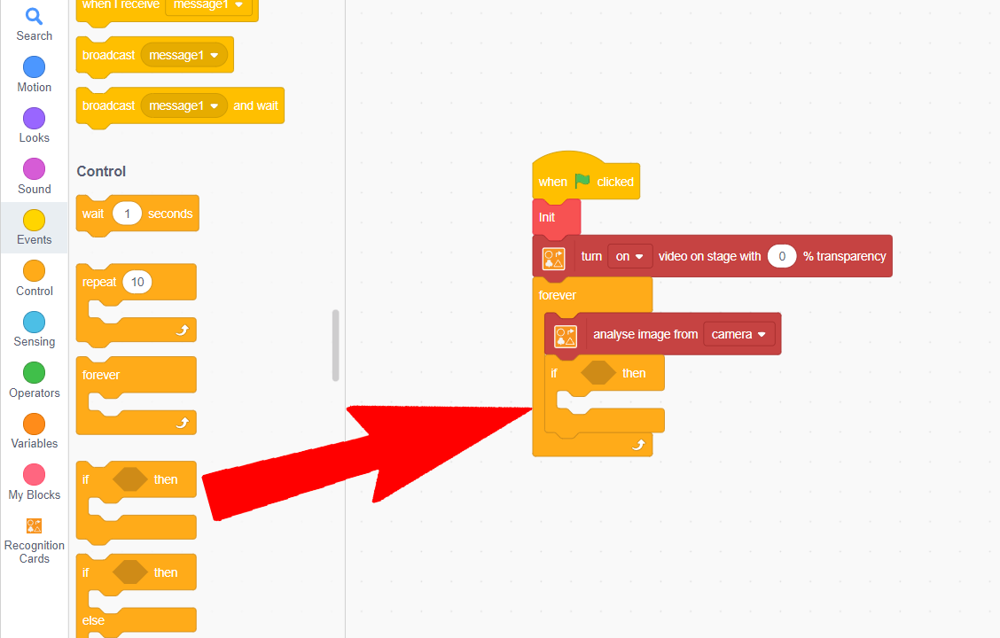 Search
Motion
Looks
Sound
Events
Control
Sensing
Operators
Variables
My Blocks
Recognition
Cards
when I receive message1
broadcast message1
broadcast message1 and wait
Control
wait 1 seconds
repeat 10
forever
if then
if then
else
when clicked
Init
turn on video on stage with 0 % transparency
forever
analyse image from camera
if then